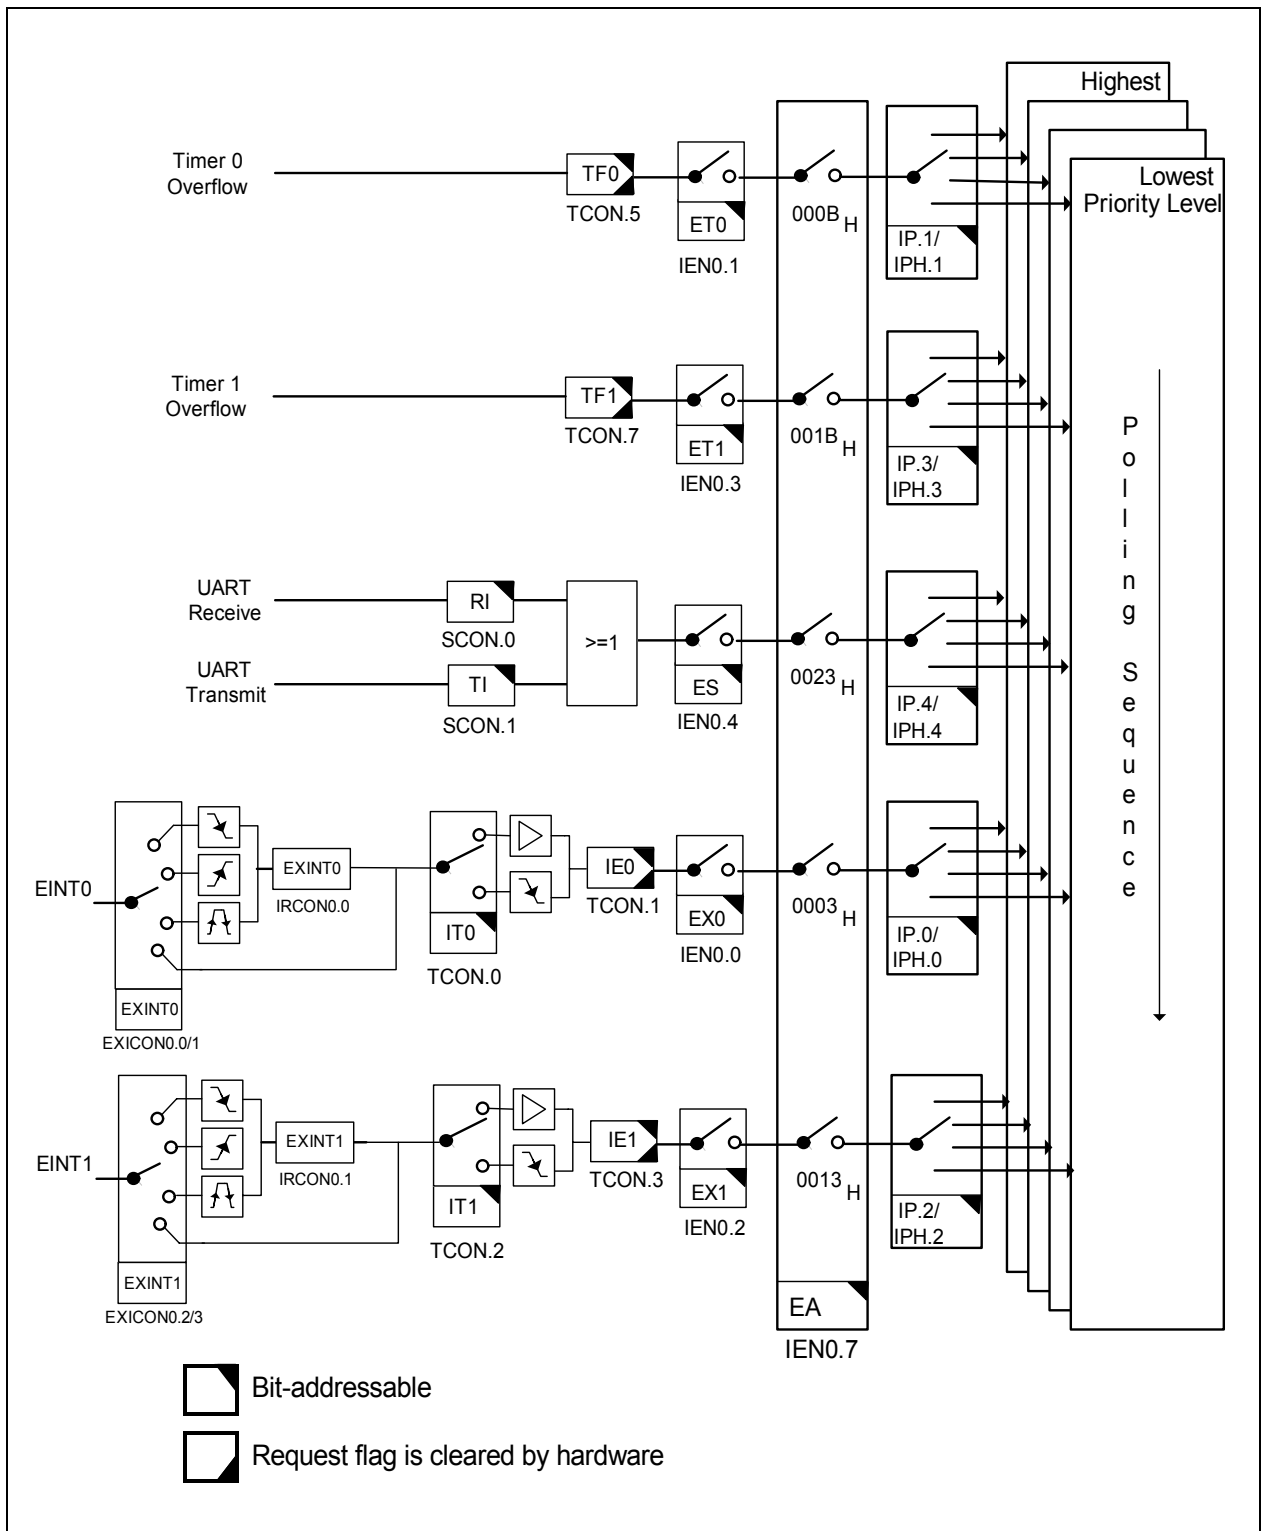 Highest
Lowest
Priority Level
Timer 0
Overflow
TF0
TCON.5
ET0
IEN0.1
000B H
IP.1/
IPH.1
Timer 1
Overflow
TF1
TCON.7
ET1
IEN0.3
001B H
IP.3/
IPH.3
Polling Sequence
UART
Receive
RI
SCON.0
UART
Transmit
TI
SCON.1
>=1
ES
IEN0.4
0023 H
IP.4/
IPH.4
EINT0
EXINT0
EXICON0.0/1
EXINT0
IRCON0.0
IT0
TCON.0
IE0
TCON.1
EX0
IEN0.0
0003 H
IP.0/
IPH.0
EINT1
EXINT1
EXICON0.2/3
EXINT1
IRCON0.1
IT1
TCON.2
IE1
TCON.3
EX1
IEN0.2
0013 H
IP.2/
IPH.2
EA
IEN0.7
Bit-addressable
Request flag is cleared by hardware